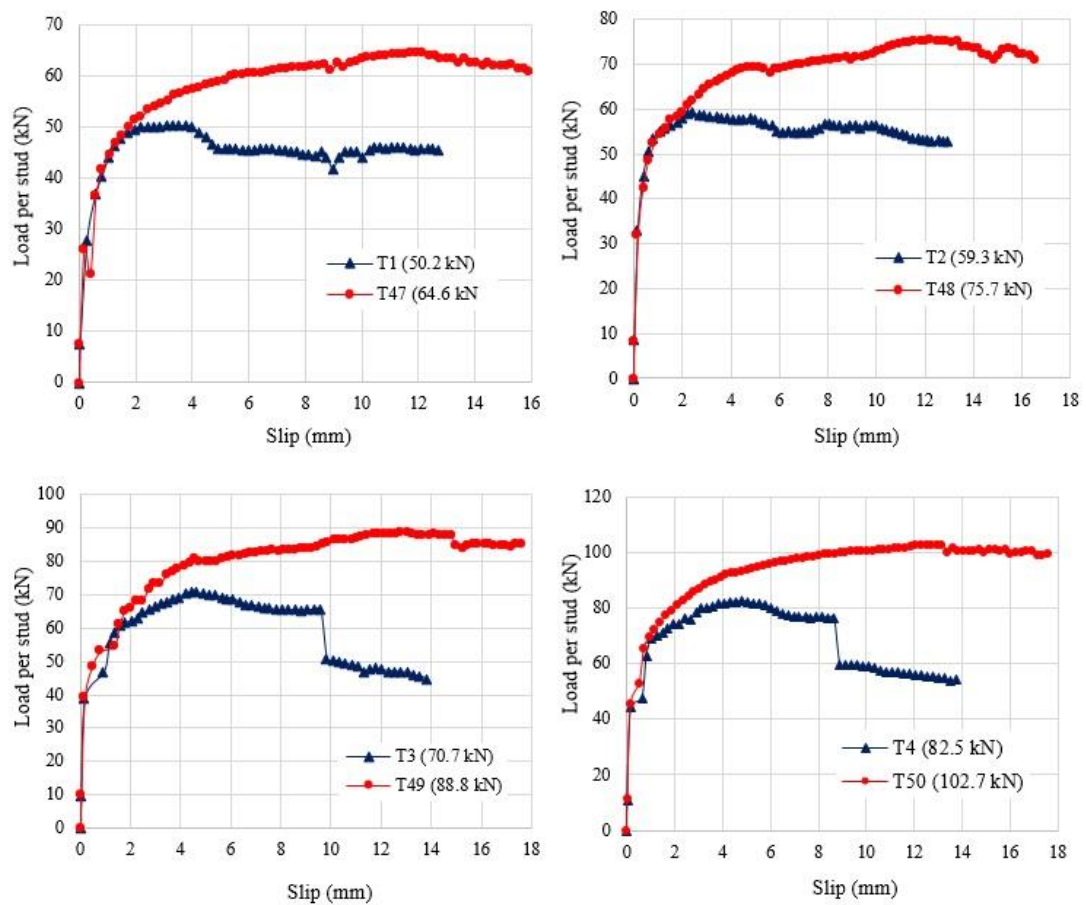 70
60
50
40
30
20
10
0
0 2 4 6 8 10 12 14 16
Load per stud (kN)
Slip (mm)
T1 (50.2 kN)
T47 (64.6 kN
80
70
60
50
40
30
20
10
0
0 2 4 6 8 10 12 14 16 18
Load per stud (kN)
Slip (mm)
T2 (59.3 kN)
T48 (75.7 kN)
100
90
80
70
60
50
40
30
20
10
0
0 2 4 6 8 10 12 14 16 18
Load per stud (kN)
Slip (mm)
T3 (70.7 kN)
T49 (88.8 kN)
120
100
80
60
40
20
0
0 2 4 6 8 10 12 14 16 18
Load per stud (kN)
Slip (mm)
T4 (82.5 kN)
T50 (102.7 kN)